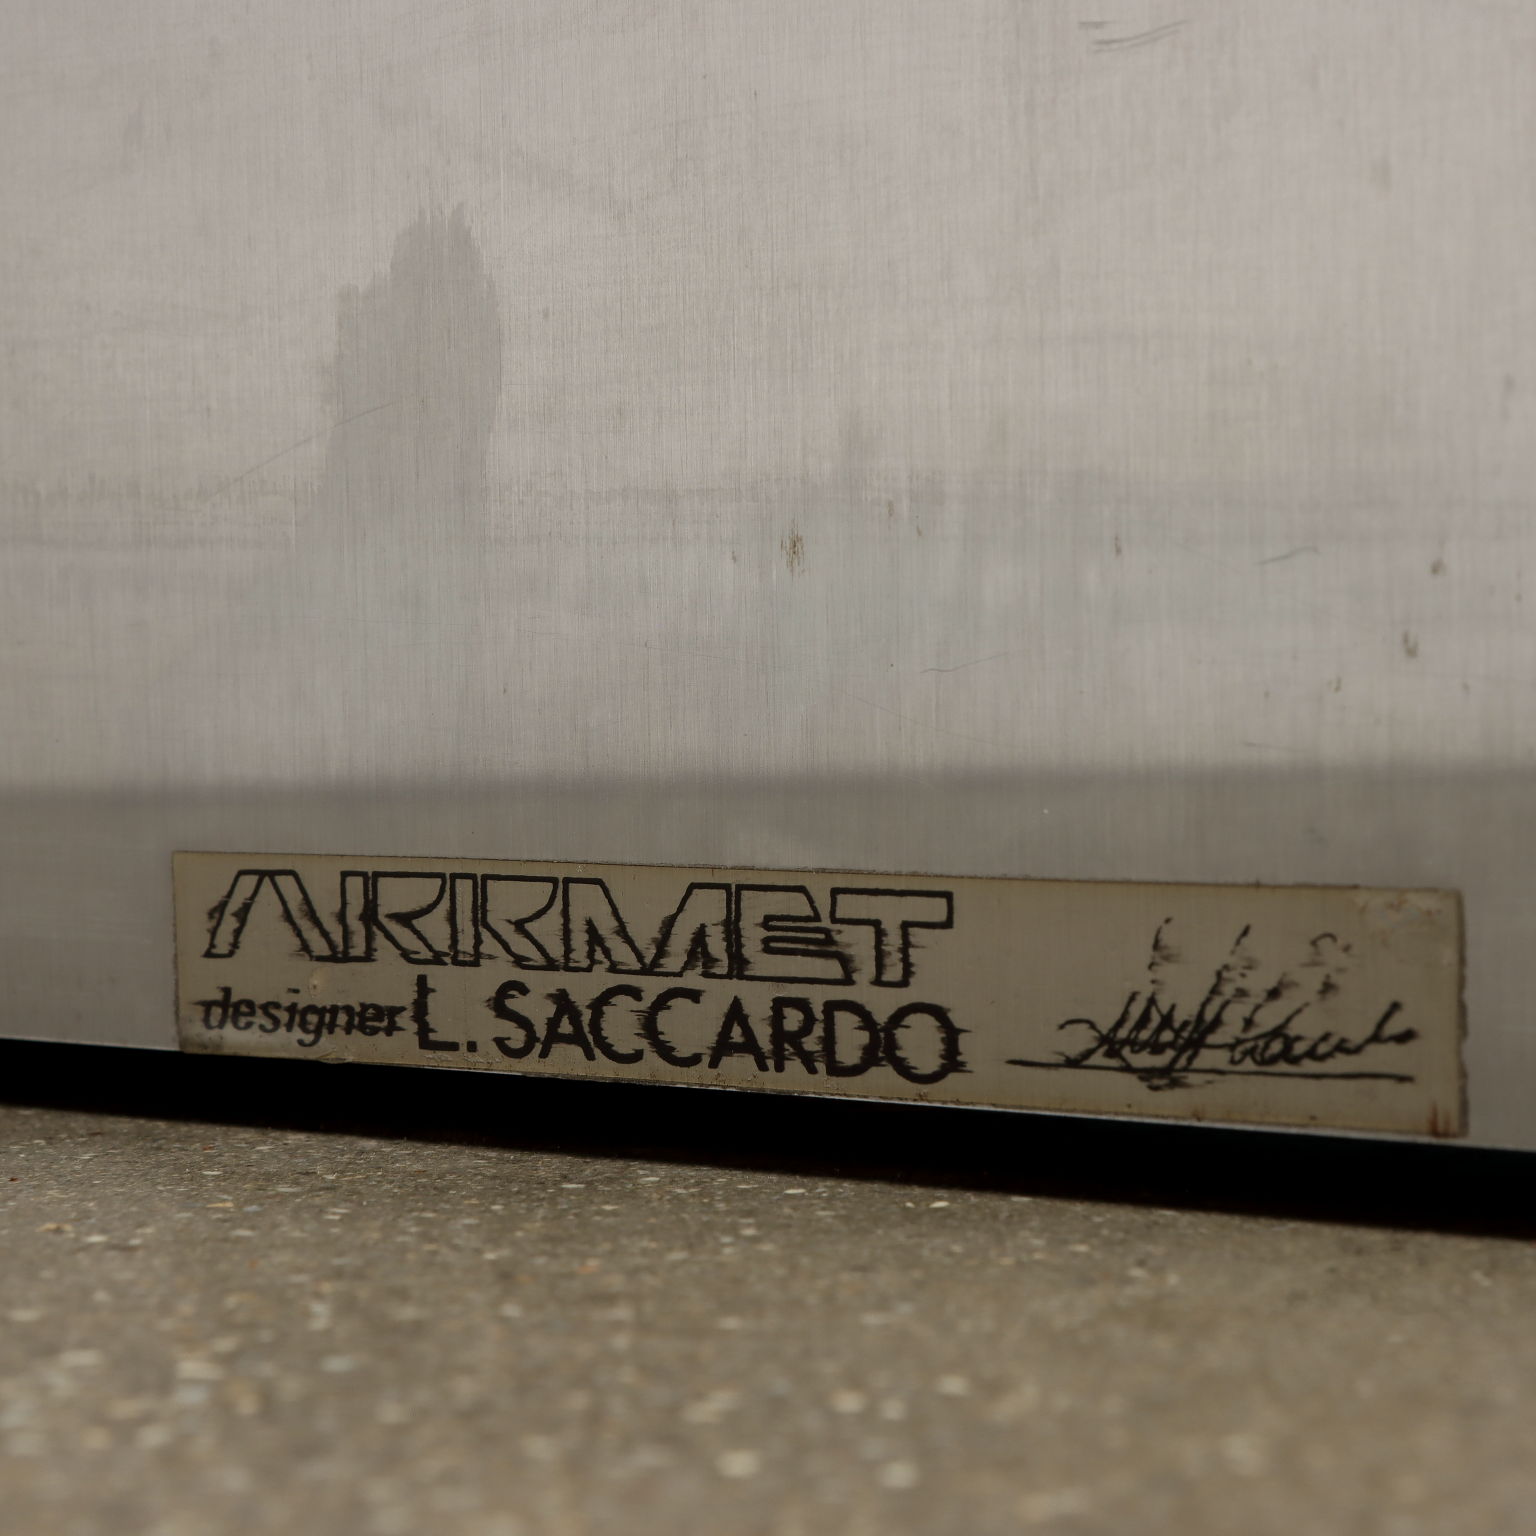 ARRMET
designer L. SACCARDO